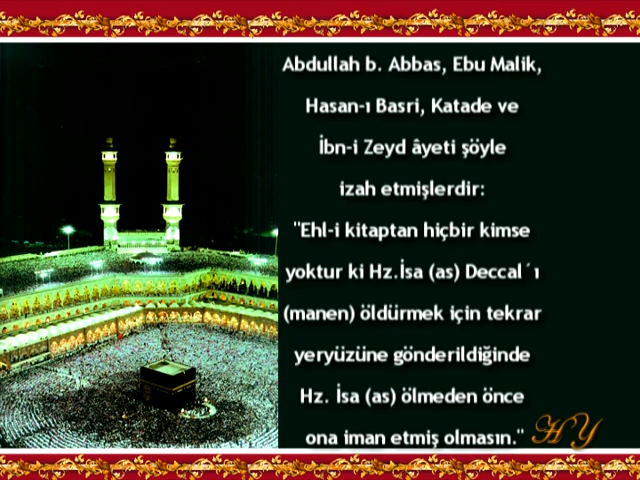 Abdullah b. Abbas, Ebu Malik,
Hasan-ı Basri, Katade ve
İbn-i Zeyd âyeti şöyle
izah etmişlerdir:
"Ehl-i kitaptan hiçbir kimse
yoktur ki Hz.İsa (as) Deccal´ı
(manen) öldürmek için tekrar
yeryüzüne gönderildiğinde
Hz. İsa (as) ölmeden önce
ona iman etmiş olmasın."
HY